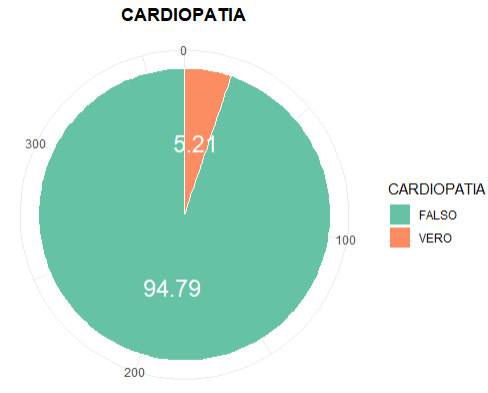 CARDIOPATIA
0
5.21
300
CARDIOPATIA
FALSO
VERO
100
94.79
200